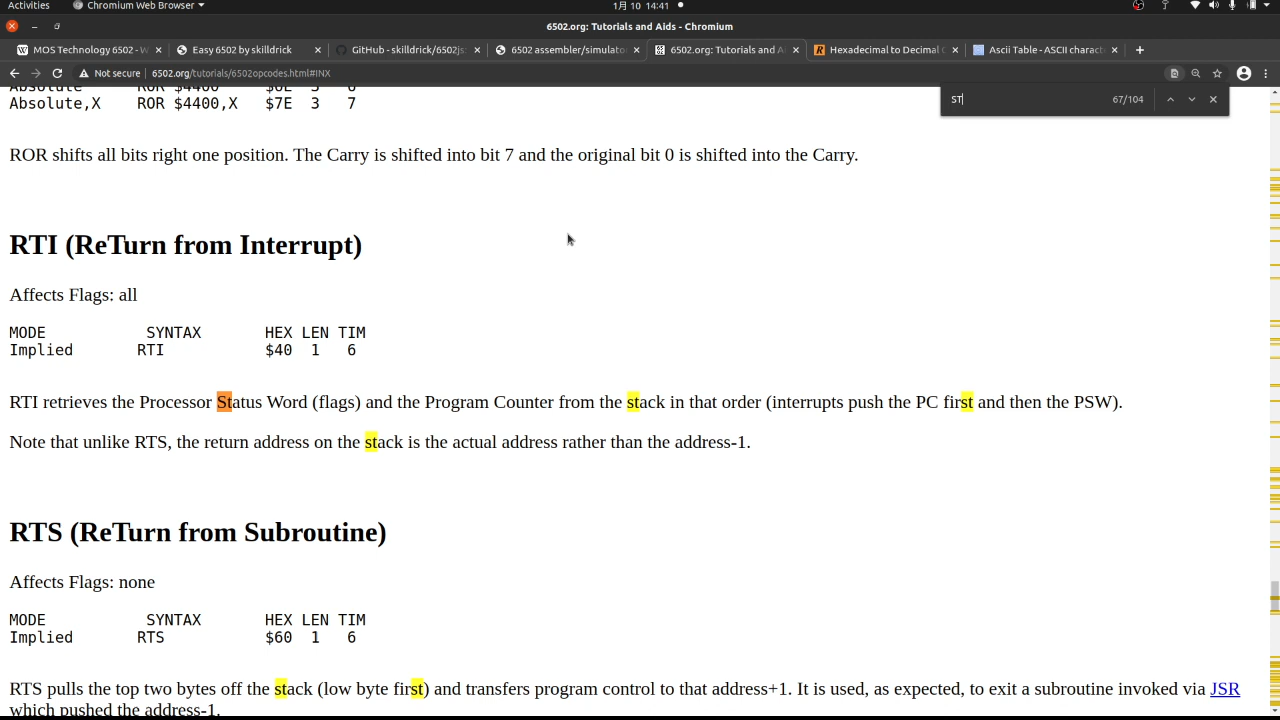 Activities
Chromium Web Browser
1月 10 14:41
6502.org: Tutorials and Aids - Chromium
MOS Technology 6502 - W
Easy 6502 by skilldrick
GitHub - skilldrick/6502js:
6502 assembler/simulato
6502.org: Tutorials and Ai
Hexadecimal to Decimal C
Ascii Table - ASCII charact
Not secure
6502.org/tutorials/6502opcodes.html#INX
ST
67/104
Absolute ROR $4400 $6E 3 6
Absolute,X ROR $4400,X $7E 3 7
ROR shifts all bits right one position. The Carry is shifted into bit 7 and the original bit 0 is shifted into the Carry.
RTI (ReTurn from Interrupt)
Affects Flags: all
MODE SYNTAX HEX LEN TIM
Implied RTI $40 1 6
RTI retrieves the Processor Status Word (flags) and the Program Counter from the stack in that order (interrupts push the PC first and then the PSW).
Note that unlike RTS, the return address on the stack is the actual address rather than the address-1.
RTS (ReTurn from Subroutine)
Affects Flags: none
MODE SYNTAX HEX LEN TIM
Implied RTS $60 1 6
RTS pulls the top two bytes off the stack (low byte first) and transfers program control to that address+1. It is used, as expected, to exit a subroutine invoked via JSR
which pushed the address-1.